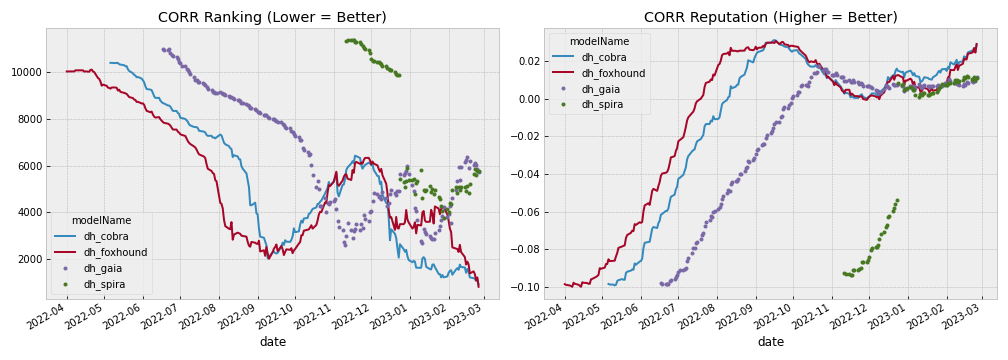 CORR Ranking (Lower = Better)
10000
8000
6000
4000
2000
modelName
dh_cobra
dh_foxhound
dh_gaia
dh_spira
2022-04
2022-05
2022-06
2022-07
2022-08
2022-09
2022-10
2022-11
2022-12
2023-01
2023-02
2023-03
date
CORR Reputation (Higher = Better)
modelName
dh_cobra
dh_foxhound
dh_gaia
dh_spira
0.02
0.00
−0.02
−0.04
−0.06
−0.08
−0.10
2022-04
2022-05
2022-06
2022-07
2022-08
2022-09
2022-10
2022-11
2022-12
2023-01
2023-02
2023-03
date